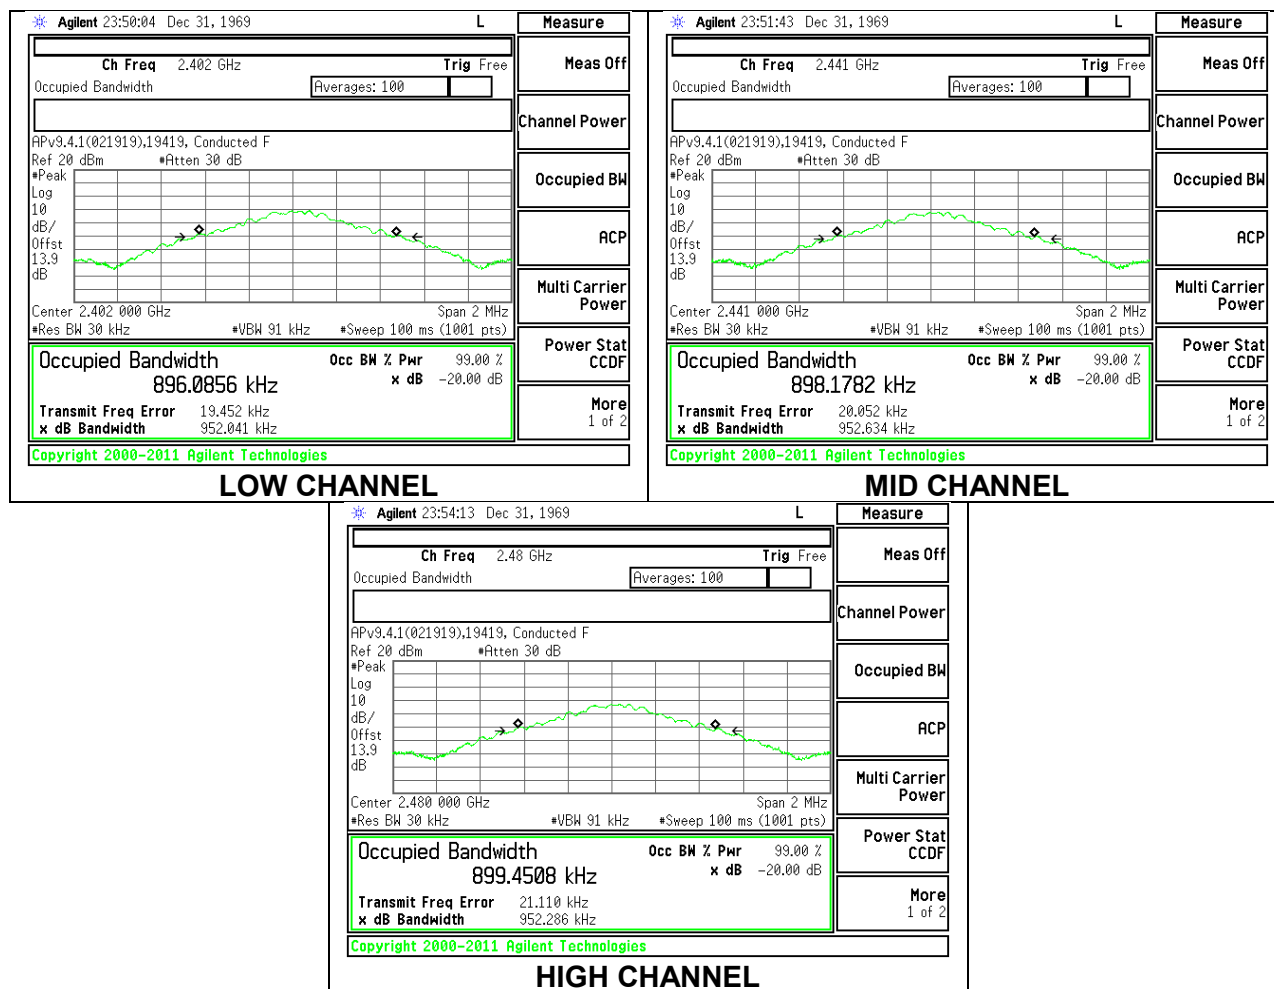 Agilent 23:50:04 Dec 31, 1969 L Measure
Ch Freq 2.402 GHz Trig Free
Occupied Bandwidth Averages: 100
APv9.4.1(021919),19419, Conducted F
Ref 20 dBm #Atten 30 dB
#Peak
Log
10
dB/
Offst
13.9
dB
Center 2.402 000 GHz Span 2 MHz
#Res BW 30 kHz #VBW 91 kHz #Sweep 100 ms (1001 pts)
Occupied Bandwidth Occ BW % Pwr 99.00 %
896.0856 kHz x dB -20.00 dB
Transmit Freq Error 19.452 kHz
x dB Bandwidth 952.041 kHz
Copyright 2000-2011 Agilent Technologies
Meas Off
Channel Power
Occupied BW
ACP
Multi Carrier
Power
Power Stat
CCDF
More
1 of 2
LOW CHANNEL
Agilent 23:51:43 Dec 31, 1969 L Measure
Ch Freq 2.441 GHz Trig Free
Occupied Bandwidth Averages: 100
APv9.4.1(021919),19419, Conducted F
Ref 20 dBm #Atten 30 dB
#Peak
Log
10
dB/
Offst
13.9
dB
Center 2.441 000 GHz Span 2 MHz
#Res BW 30 kHz #VBW 91 kHz #Sweep 100 ms (1001 pts)
Occupied Bandwidth Occ BW % Pwr 99.00 %
898.1782 kHz x dB -20.00 dB
Transmit Freq Error 20.052 kHz
x dB Bandwidth 952.634 kHz
Copyright 2000-2011 Agilent Technologies
Meas Off
Channel Power
Occupied BW
ACP
Multi Carrier
Power
Power Stat
CCDF
More
1 of 2
MID CHANNEL
Agilent 23:54:13 Dec 31, 1969 L Measure
Ch Freq 2.48 GHz Trig Free
Occupied Bandwidth Averages: 100
APv9.4.1(021919),19419, Conducted F
Ref 20 dBm #Atten 30 dB
#Peak
Log
10
dB/
Offst
13.9
dB
Center 2.480 000 GHz Span 2 MHz
#Res BW 30 kHz #VBW 91 kHz #Sweep 100 ms (1001 pts)
Occupied Bandwidth Occ BW % Pwr 99.00 %
899.4508 kHz x dB -20.00 dB
Transmit Freq Error 21.110 kHz
x dB Bandwidth 952.286 kHz
Copyright 2000-2011 Agilent Technologies
Meas Off
Channel Power
Occupied BW
ACP
Multi Carrier
Power
Power Stat
CCDF
More
1 of 2
HIGH CHANNEL